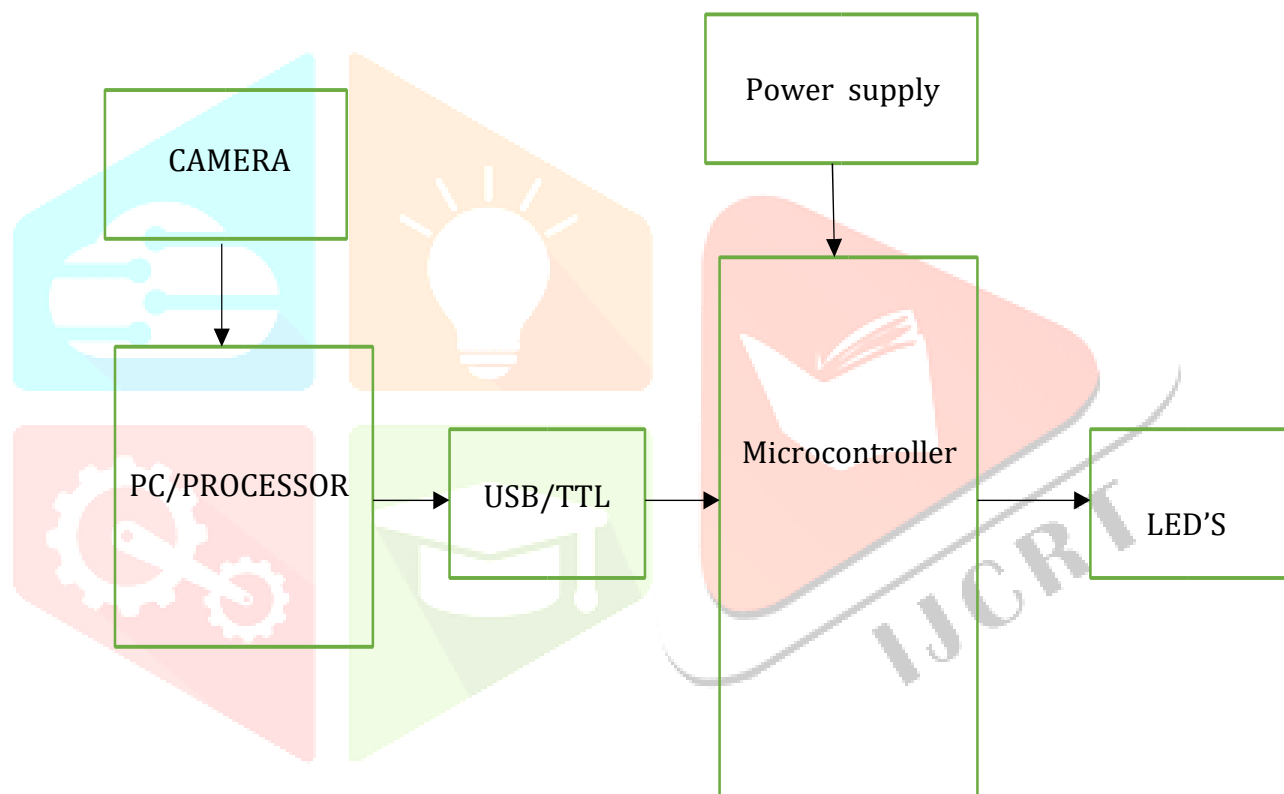 Power supply
CAMERA
Microcontroller
PC/PROCESSOR
USB/TTL
LED'S
IJCRT